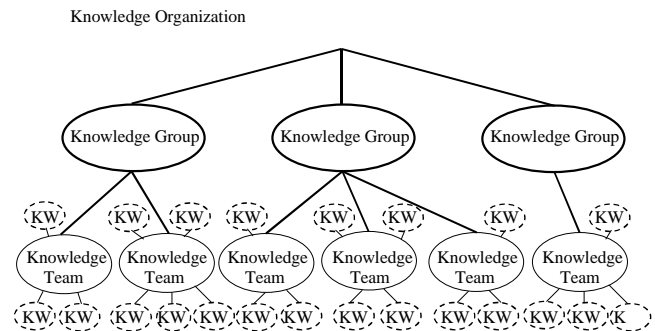 Knowledge Organization
Knowledge Group Knowledge Group Knowledge Group
KW KW KW KW KW KW KW KW
Knowledge Knowledge Knowledge Knowledge Knowledge Knowledge
Team Team Team Team Team Team
KW KW KW KW KW KW KW KW KW KW KW KW KW K